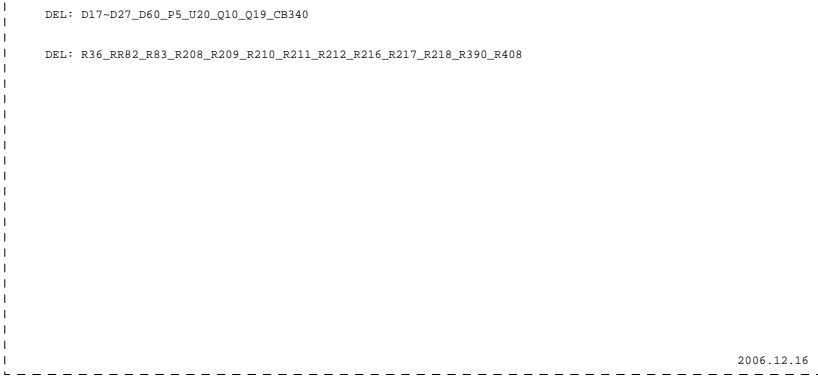 DEL: D17~D27_D60_P5_U20_Q10_Q19_CB340
DEL: R36_RR82_R83_R208_R209_R210_R211_R212_R216_R217_R218_R390_R408
2006.12.16